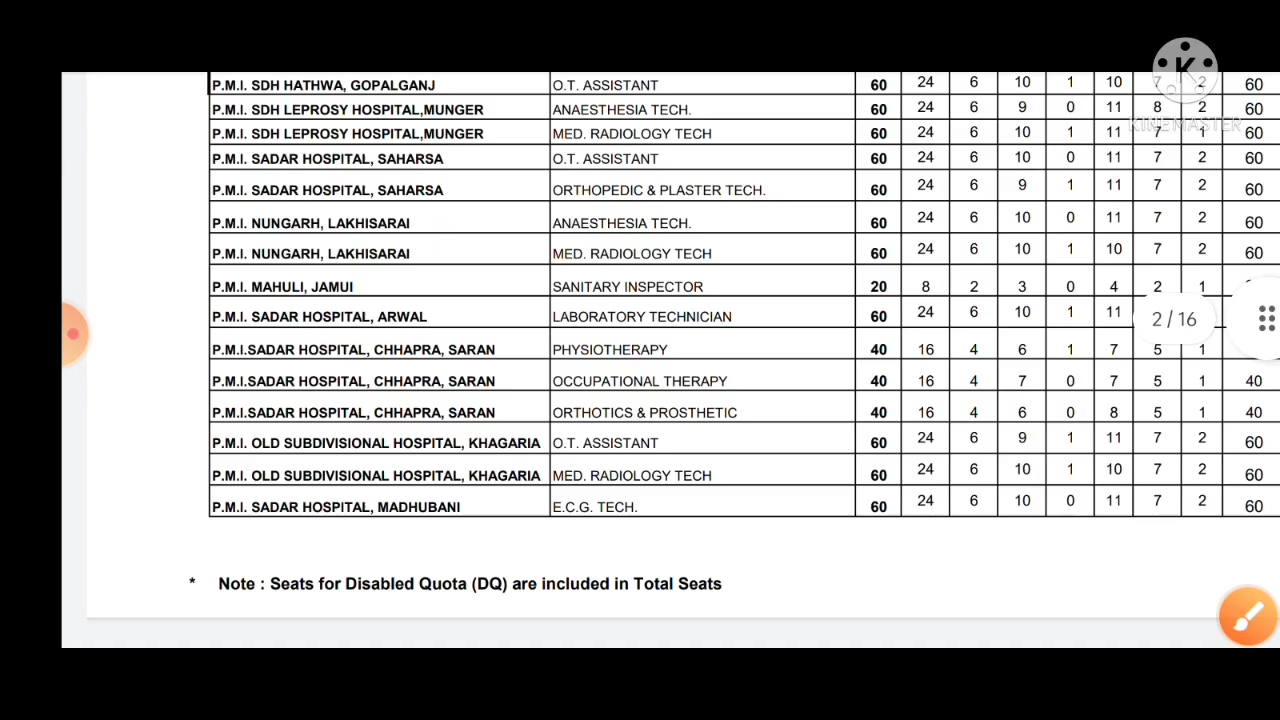 P.M.I. SDH HATHWA, GOPALGANJ O.T. ASSISTANT 60 24 6 10 1 10 7 2 60
P.M.I. SDH LEPROSY HOSPITAL,MUNGER ANAESTHESIA TECH. 60 24 6 9 0 11 8 2 60
P.M.I. SDH LEPROSY HOSPITAL,MUNGER MED. RADIOLOGY TECH 60 24 6 10 1 11 7 1 60
P.M.I. SADAR HOSPITAL, SAHARSA O.T. ASSISTANT 60 24 6 10 0 11 7 2 60
P.M.I. SADAR HOSPITAL, SAHARSA ORTHOPEDIC & PLASTER TECH. 60 24 6 9 1 11 7 2 60
P.M.I. NUNGARH, LAKHISARAI ANAESTHESIA TECH. 60 24 6 10 0 11 7 2 60
P.M.I. NUNGARH, LAKHISARAI MED. RADIOLOGY TECH 60 24 6 10 1 10 7 2 60
P.M.I. MAHULI, JAMUI SANITARY INSPECTOR 20 8 2 3 0 4 2 1
P.M.I. SADAR HOSPITAL, ARWAL LABORATORY TECHNICIAN 60 24 6 10 1 11
P.M.I.SADAR HOSPITAL, CHHAPRA, SARAN PHYSIOTHERAPY 40 16 4 6 1 7 5 1
P.M.I.SADAR HOSPITAL, CHHAPRA, SARAN OCCUPATIONAL THERAPY 40 16 4 7 0 7 5 1 40
P.M.I.SADAR HOSPITAL, CHHAPRA, SARAN ORTHOTICS & PROSTHETIC 40 16 4 6 0 8 5 1 40
P.M.I. OLD SUBDIVISIONAL HOSPITAL, KHAGARIA O.T. ASSISTANT 60 24 6 9 1 11 7 2 60
P.M.I. OLD SUBDIVISIONAL HOSPITAL, KHAGARIA MED. RADIOLOGY TECH 60 24 6 10 1 10 7 2 60
P.M.I. SADAR HOSPITAL, MADHUBANI E.C.G. TECH. 60 24 6 10 0 11 7 2 60
* Note : Seats for Disabled Quota (DQ) are included in Total Seats
2 / 16
K
KINEMASTER